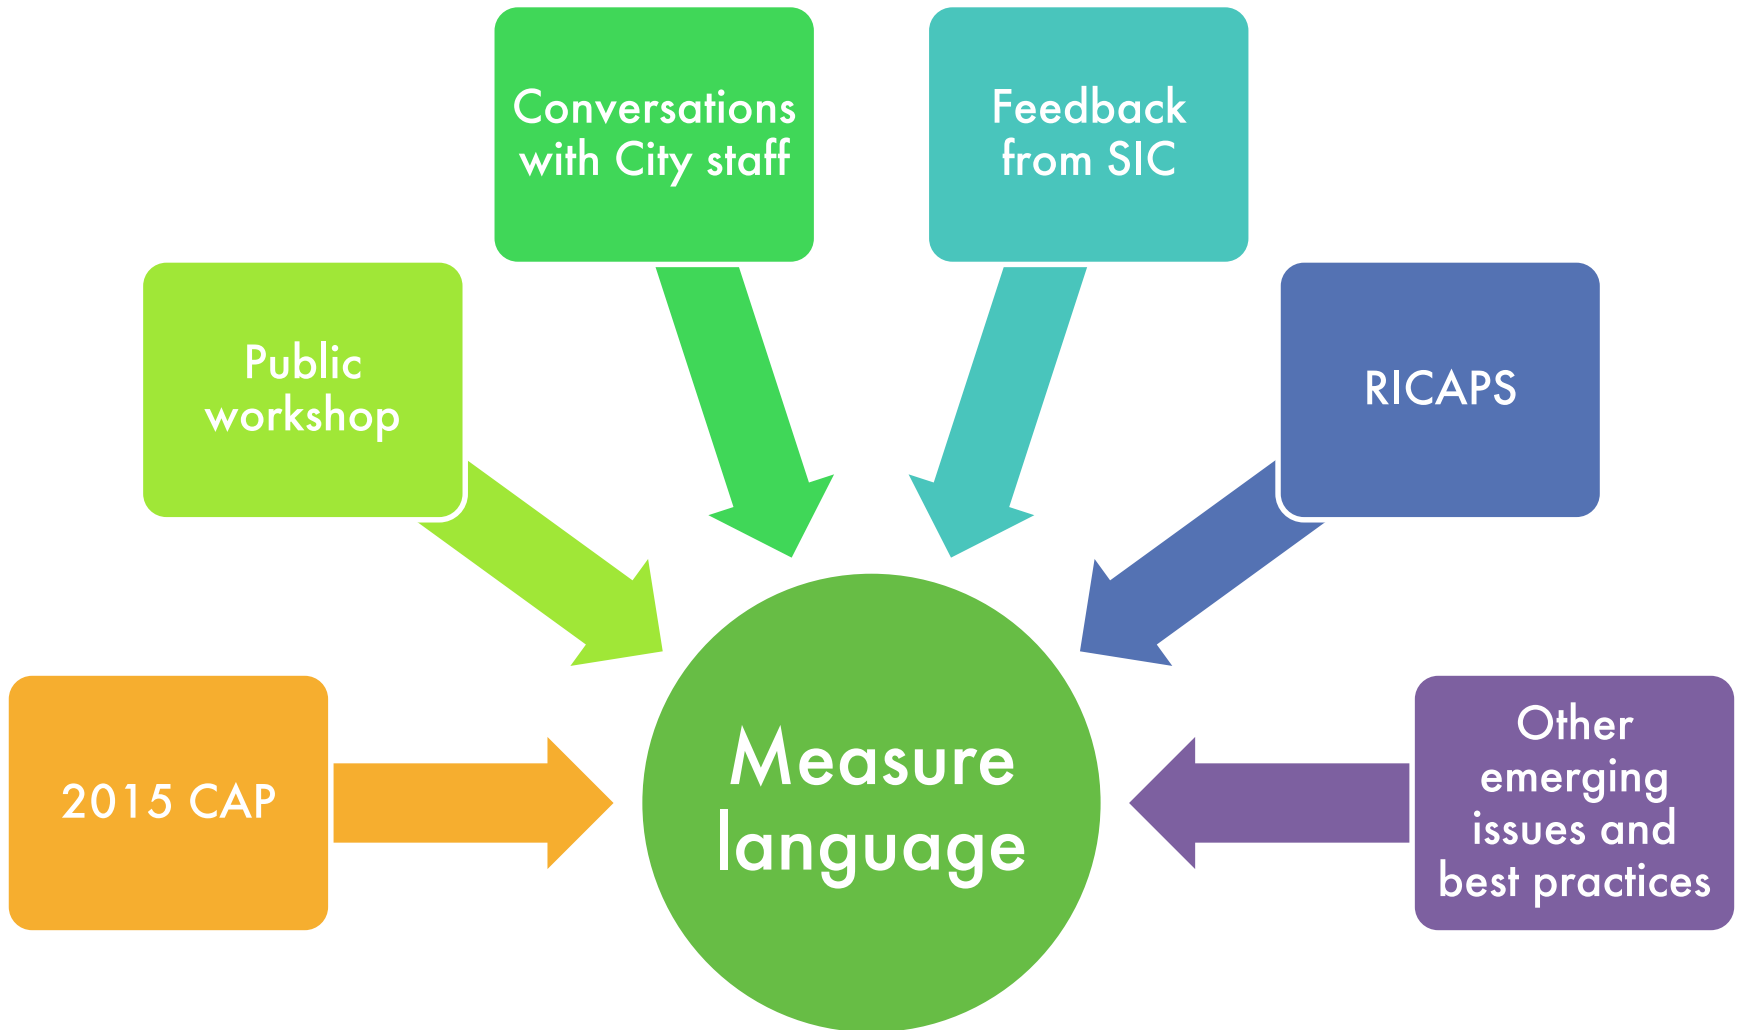 Conversations
with City staff
Feedback
from SIC
Public
workshop
RICAPS
2015 CAP
Measure
language
Other
emerging
issues and
best practices